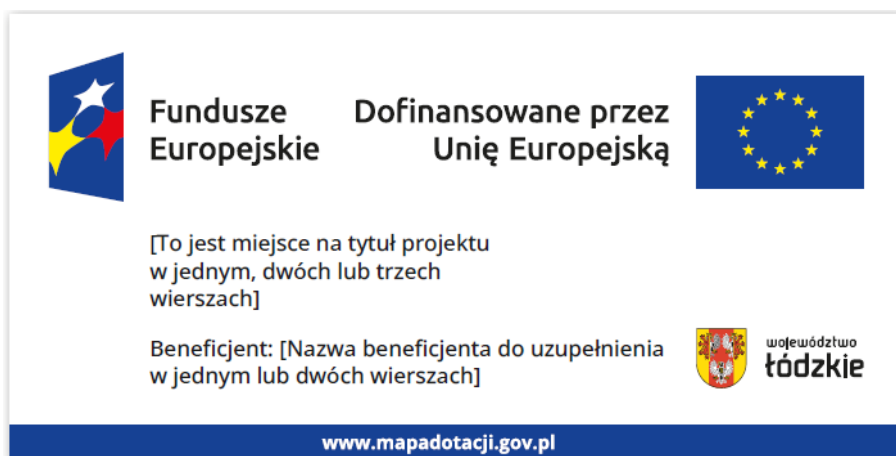 Fundusze
Europejskie
Dofinansowane przez
Unię Europejską
[To jest miejsce na tytuł projektu
w jednym, dwóch lub trzech
wierszach]
Beneficjent: [Nazwa beneficjenta do uzupełnienia
w jednym lub dwóch wierszach]
województwo
łódzkie
www.mapadotacji.gov.pl